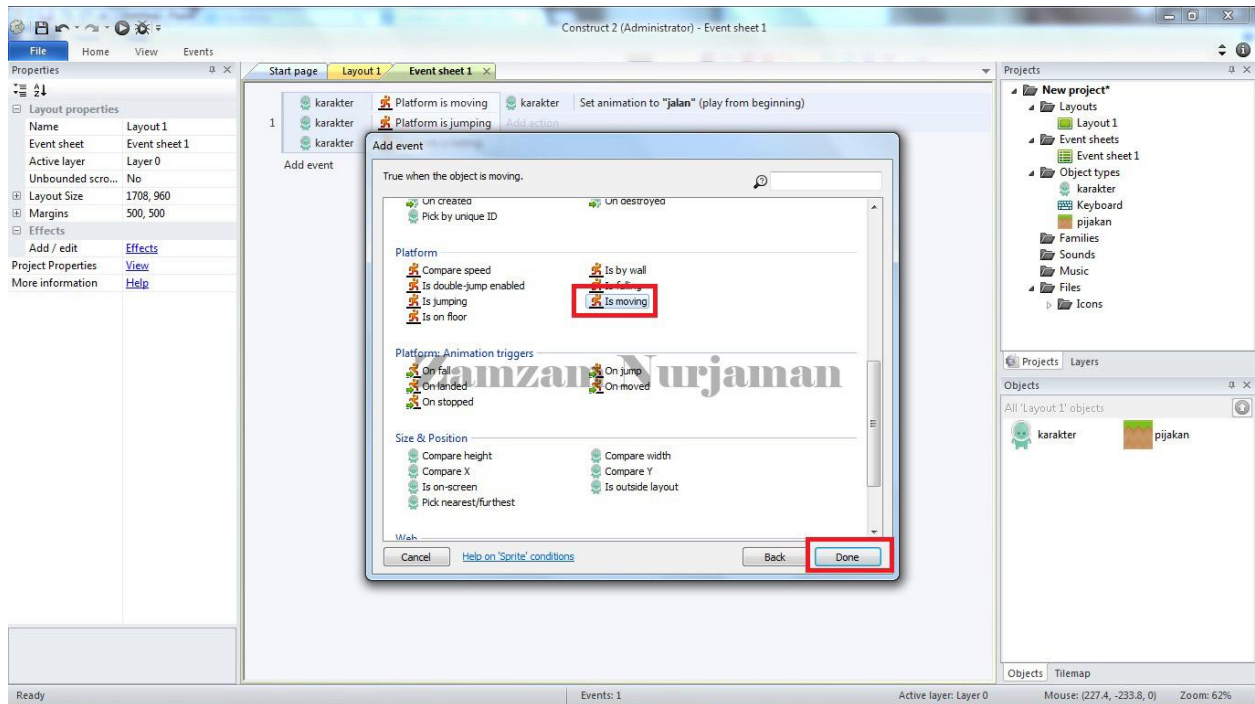 Construct 2 (Administrator) - Event sheet 1
File Home View Events
Properties
Layout properties
Name Layout 1
Event sheet Event sheet 1
Active layer Layer 0
Unbounded scro... No
Layout Size 1708, 960
Margins 500, 500
Effects
Add / edit Effects
Project Properties View
More information Help
Start page Layout 1 Event sheet 1
karakter Platform is moving karakter Set animation to "jalan" (play from beginning)
1 karakter Platform is jumping Add action
karakter
Add event
Add event
True when the object is moving.
On created On destroyed
Pick by unique ID
Platform
Compare speed Is by wall
Is double-jump enabled Is falling
Is jumping Is moving
Is on floor
Platform: Animation triggers
On fall On jump
On landed On moved
On stopped
Zamzam Nurjaman
Size & Position
Compare height Compare width
Compare X Compare Y
Is on-screen Is outside layout
Pick nearest/furthest
Web
Cancel Help on 'Sprite' conditions Back Done
Projects
New project*
Layouts
Layout 1
Event sheets
Event sheet 1
Object types
karakter
Keyboard
pijakan
Families
Sounds
Music
Files
Icons
Projects Layers
Objects
All 'Layout 1' objects
karakter pijakan
Objects Tilemap
Ready Events: 1 Active layer: Layer 0 Mouse: (227.4, -233.8, 0) Zoom: 62%